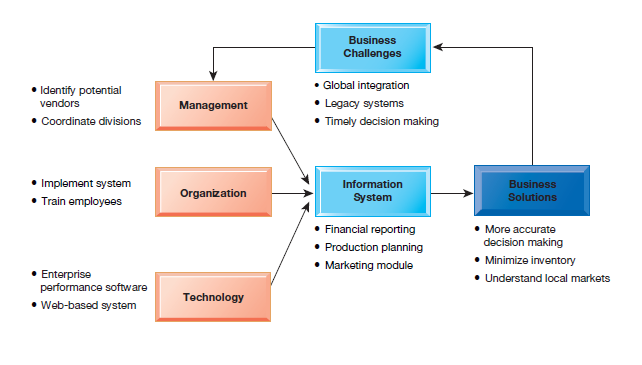 Business
Challenges
• Global integration
• Legacy systems
• Timely decision making
• Identify potential
vendors
• Coordinate divisions
Management
• Implement system
• Train employees
Organization
Information
System
• Financial reporting
• Production planning
• Marketing module
Business
Solutions
• More accurate
decision making
• Minimize inventory
• Understand local markets
• Enterprise
performance software
• Web-based system
Technology